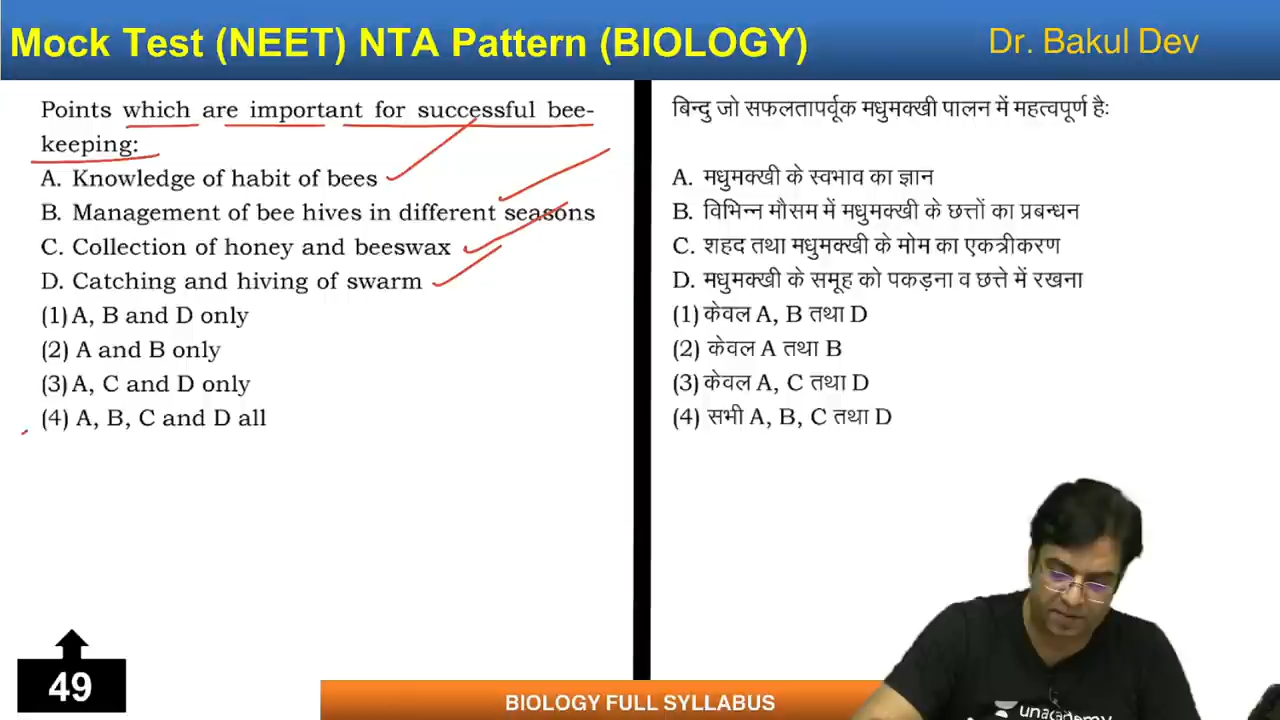 Mock Test (NEET) NTA Pattern (BIOLOGY)
Dr. Bakul Dev
Points which are important for successful bee-
keeping:
A. Knowledge of habit of bees
B. Management of bee hives in different seasons
C. Collection of honey and beeswax
D. Catching and hiving of swarm
(1) A, B and D only
(2) A and B only
(3) A, C and D only
(4) A, B, C and D all
बिन्दु जो सफलतापूर्वक मधुमक्खी पालन में महत्वपूर्ण है:
A. मधुमक्खी के स्वभाव का ज्ञान
B. विभिन्न मौसम में मधुमक्खी के छत्तों का प्रबन्धन
C. शहद तथा मधुमक्खी के मोम का एकत्रीकरण
D. मधुमक्खी के समूह को पकड़ना व छत्ते में रखना
(1) केवल A, B तथा D
(2) केवल A तथा B
(3) केवल A, C तथा D
(4) सभी A, B, C तथा D
49
BIOLOGY FULL SYLLABUS
unacademy